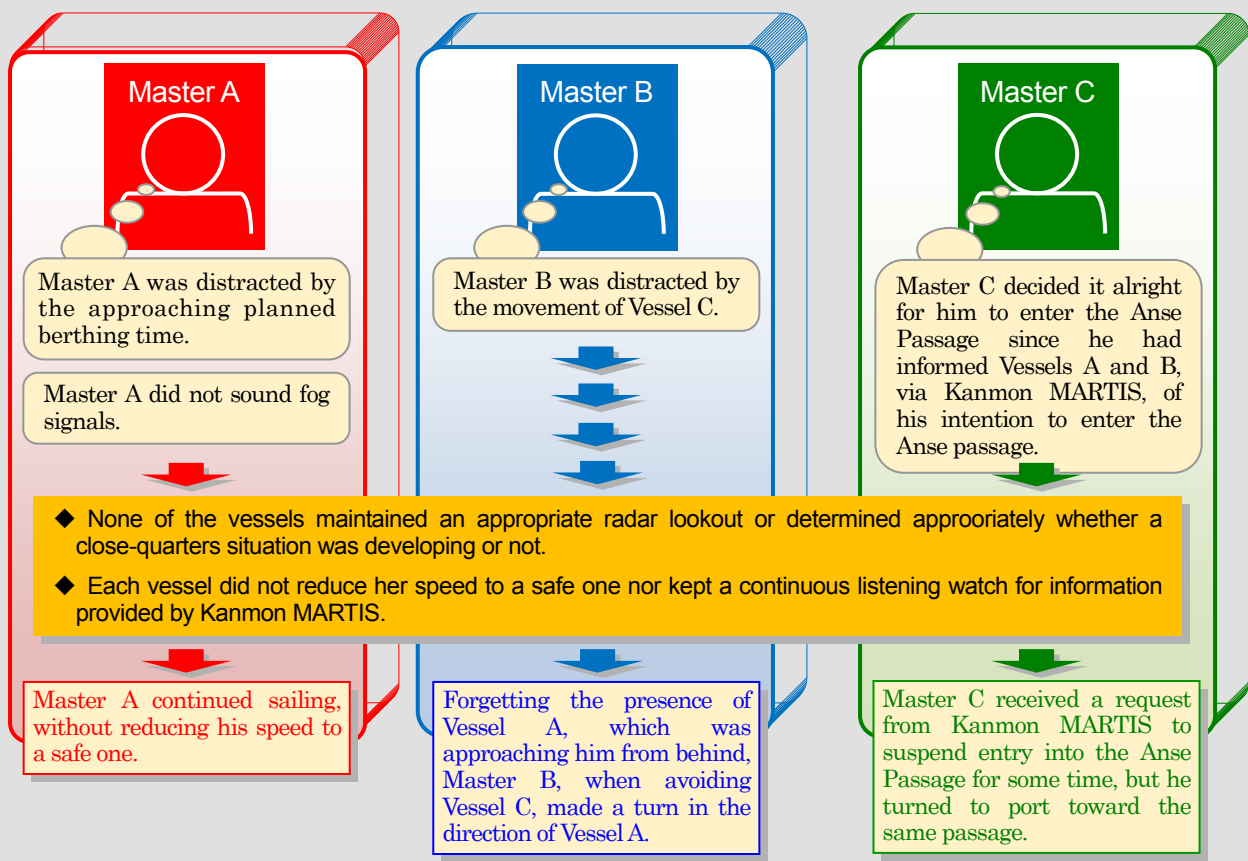 Master A
Master A was distracted by
the approaching planned
berthing time.
Master A did not sound fog
signals.
Master B
Master B was distracted by
the movement of Vessel C.
Master C
Master C decided it alright
for him to enter the Anse
Passage since he had
informed Vessels A and B,
via Kanmon MARTIS, of
his intention to enter the
Anse passage.
◆ None of the vessels maintained an appropriate radar lookout or determined approoriately whether a
close-quarters situation was developing or not.
◆ Each vessel did not reduce her speed to a safe one nor kept a continuous listening watch for information
provided by Kanmon MARTIS.
Master A continued sailing,
without reducing his speed to
a safe one.
Forgetting the presence of
Vessel A, which was
approaching him from behind,
Master B, when avoiding
Vessel C, made a turn in the
direction of Vessel A.
Master C received a request
from Kanmon MARTIS to
suspend entry into the Anse
Passage for some time, but he
turned to port toward the
same passage.